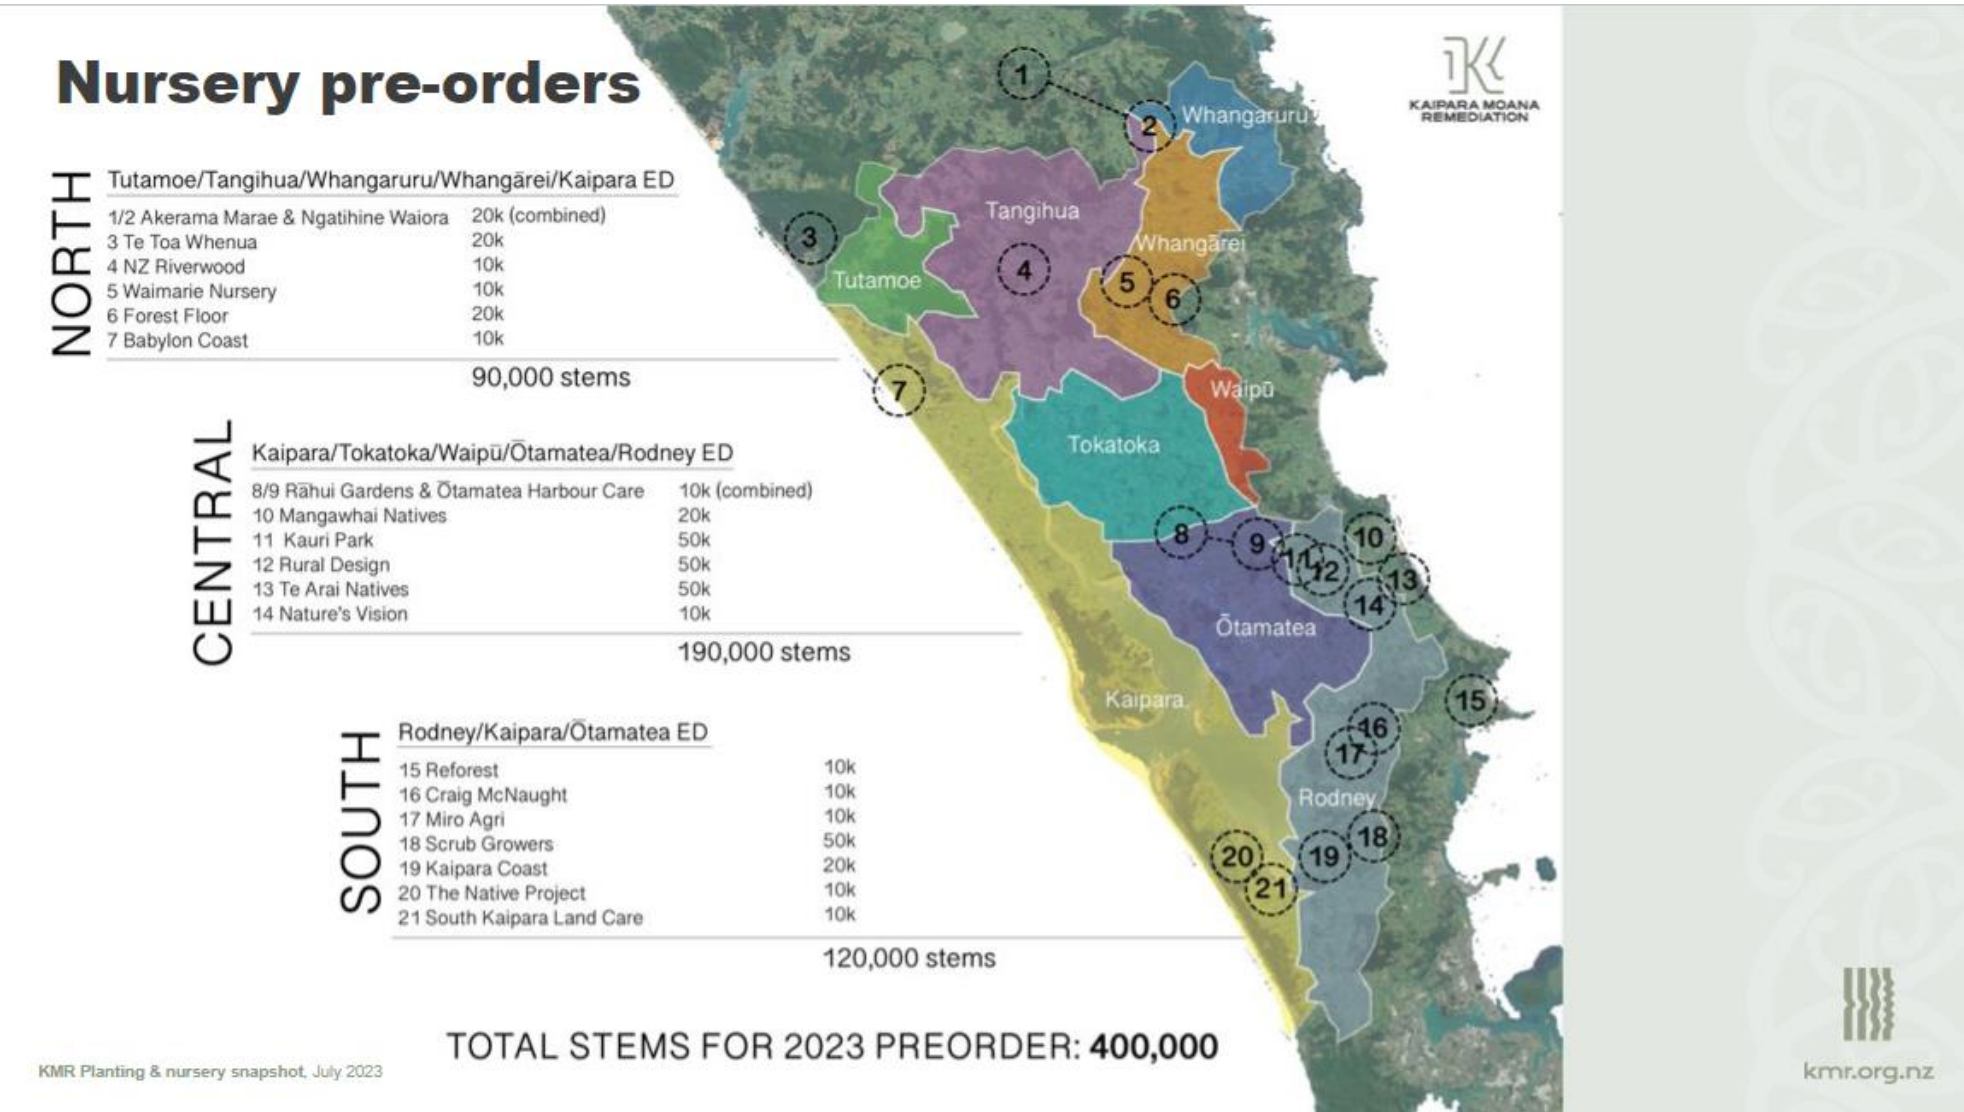 Nursery pre-orders
KAIPARA MOANA
REMEDIATION
NORTH
Tutamoe/Tangihua/Whangaruru/Whangārei/Kaipara ED
1/2 Akerama Marae & Ngatihine Waiora 20k (combined)
3 Te Toa Whenua 20k
4 NZ Riverwood 10k
5 Waimarie Nursery 10k
6 Forest Floor 20k
7 Babylon Coast 10k
90,000 stems
CENTRAL
Kaipara/Tokatoka/Waipū/Ōtamatea/Rodney ED
8/9 Rāhui Gardens & Ōtamatea Harbour Care 10k (combined)
10 Mangawhai Natives 20k
11 Kauri Park 50k
12 Rural Design 50k
13 Te Arai Natives 50k
14 Nature's Vision 10k
190,000 stems
SOUTH
Rodney/Kaipara/Ōtamatea ED
15 Reforest 10k
16 Craig McNaught 10k
17 Miro Agri 10k
18 Scrub Growers 50k
19 Kaipara Coast 20k
20 The Native Project 10k
21 South Kaipara Land Care 10k
120,000 stems
TOTAL STEMS FOR 2023 PREORDER: 400,000
KMR Planting & nursery snapshot, July 2023
1
2
Whangaruru
Tangihua
3
Whangārei
4
Tutamoe
5
6
7
Waipū
Tokatoka
8
9
10
11
12
13
14
Ōtamatea
Kaipara
15
16
17
Rodney
18
19
20
21
kmr.org.nz